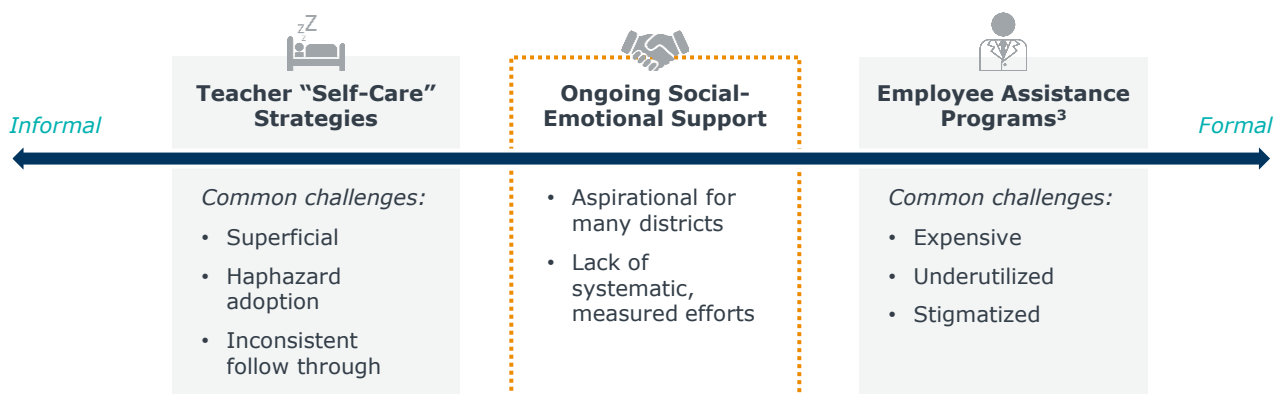 zZ
z
Teacher “Self-Care”
Strategies
Ongoing Social-
Emotional Support
Employee Assistance
Programs³
Informal
Formal
Common challenges:
• Superficial
• Haphazard
adoption
• Inconsistent
follow through
• Aspirational for
many districts
• Lack of
systematic,
measured efforts
Common challenges:
• Expensive
• Underutilized
• Stigmatized